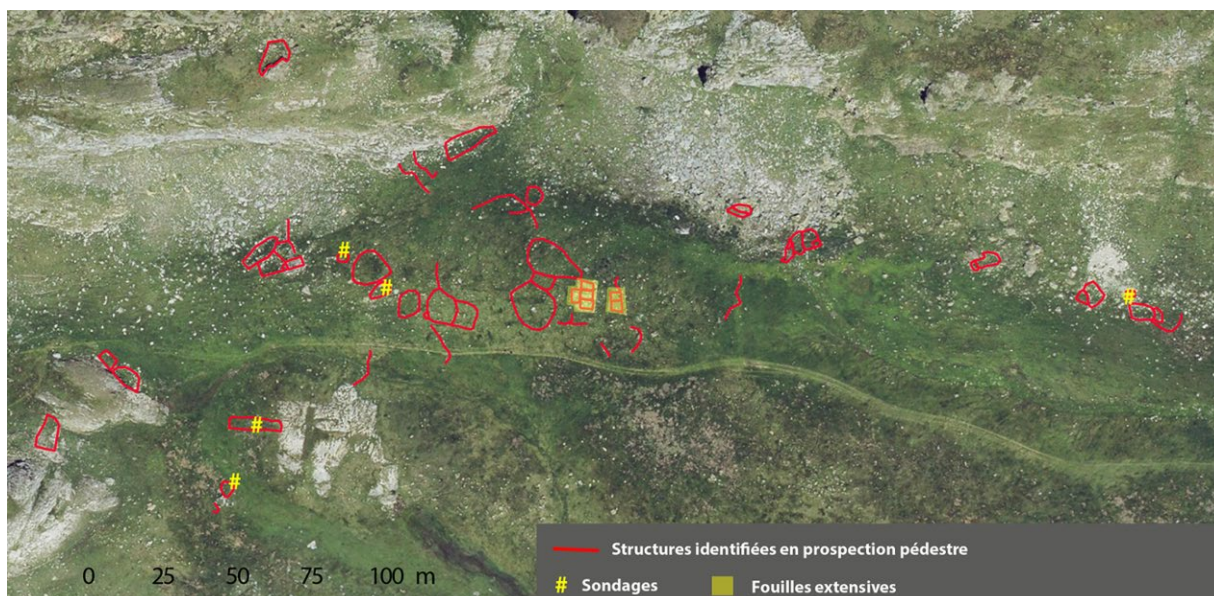 0 25 50 75 100 m
Structures identifiées en prospection pédestre
# Sondages
Fouilles extensives